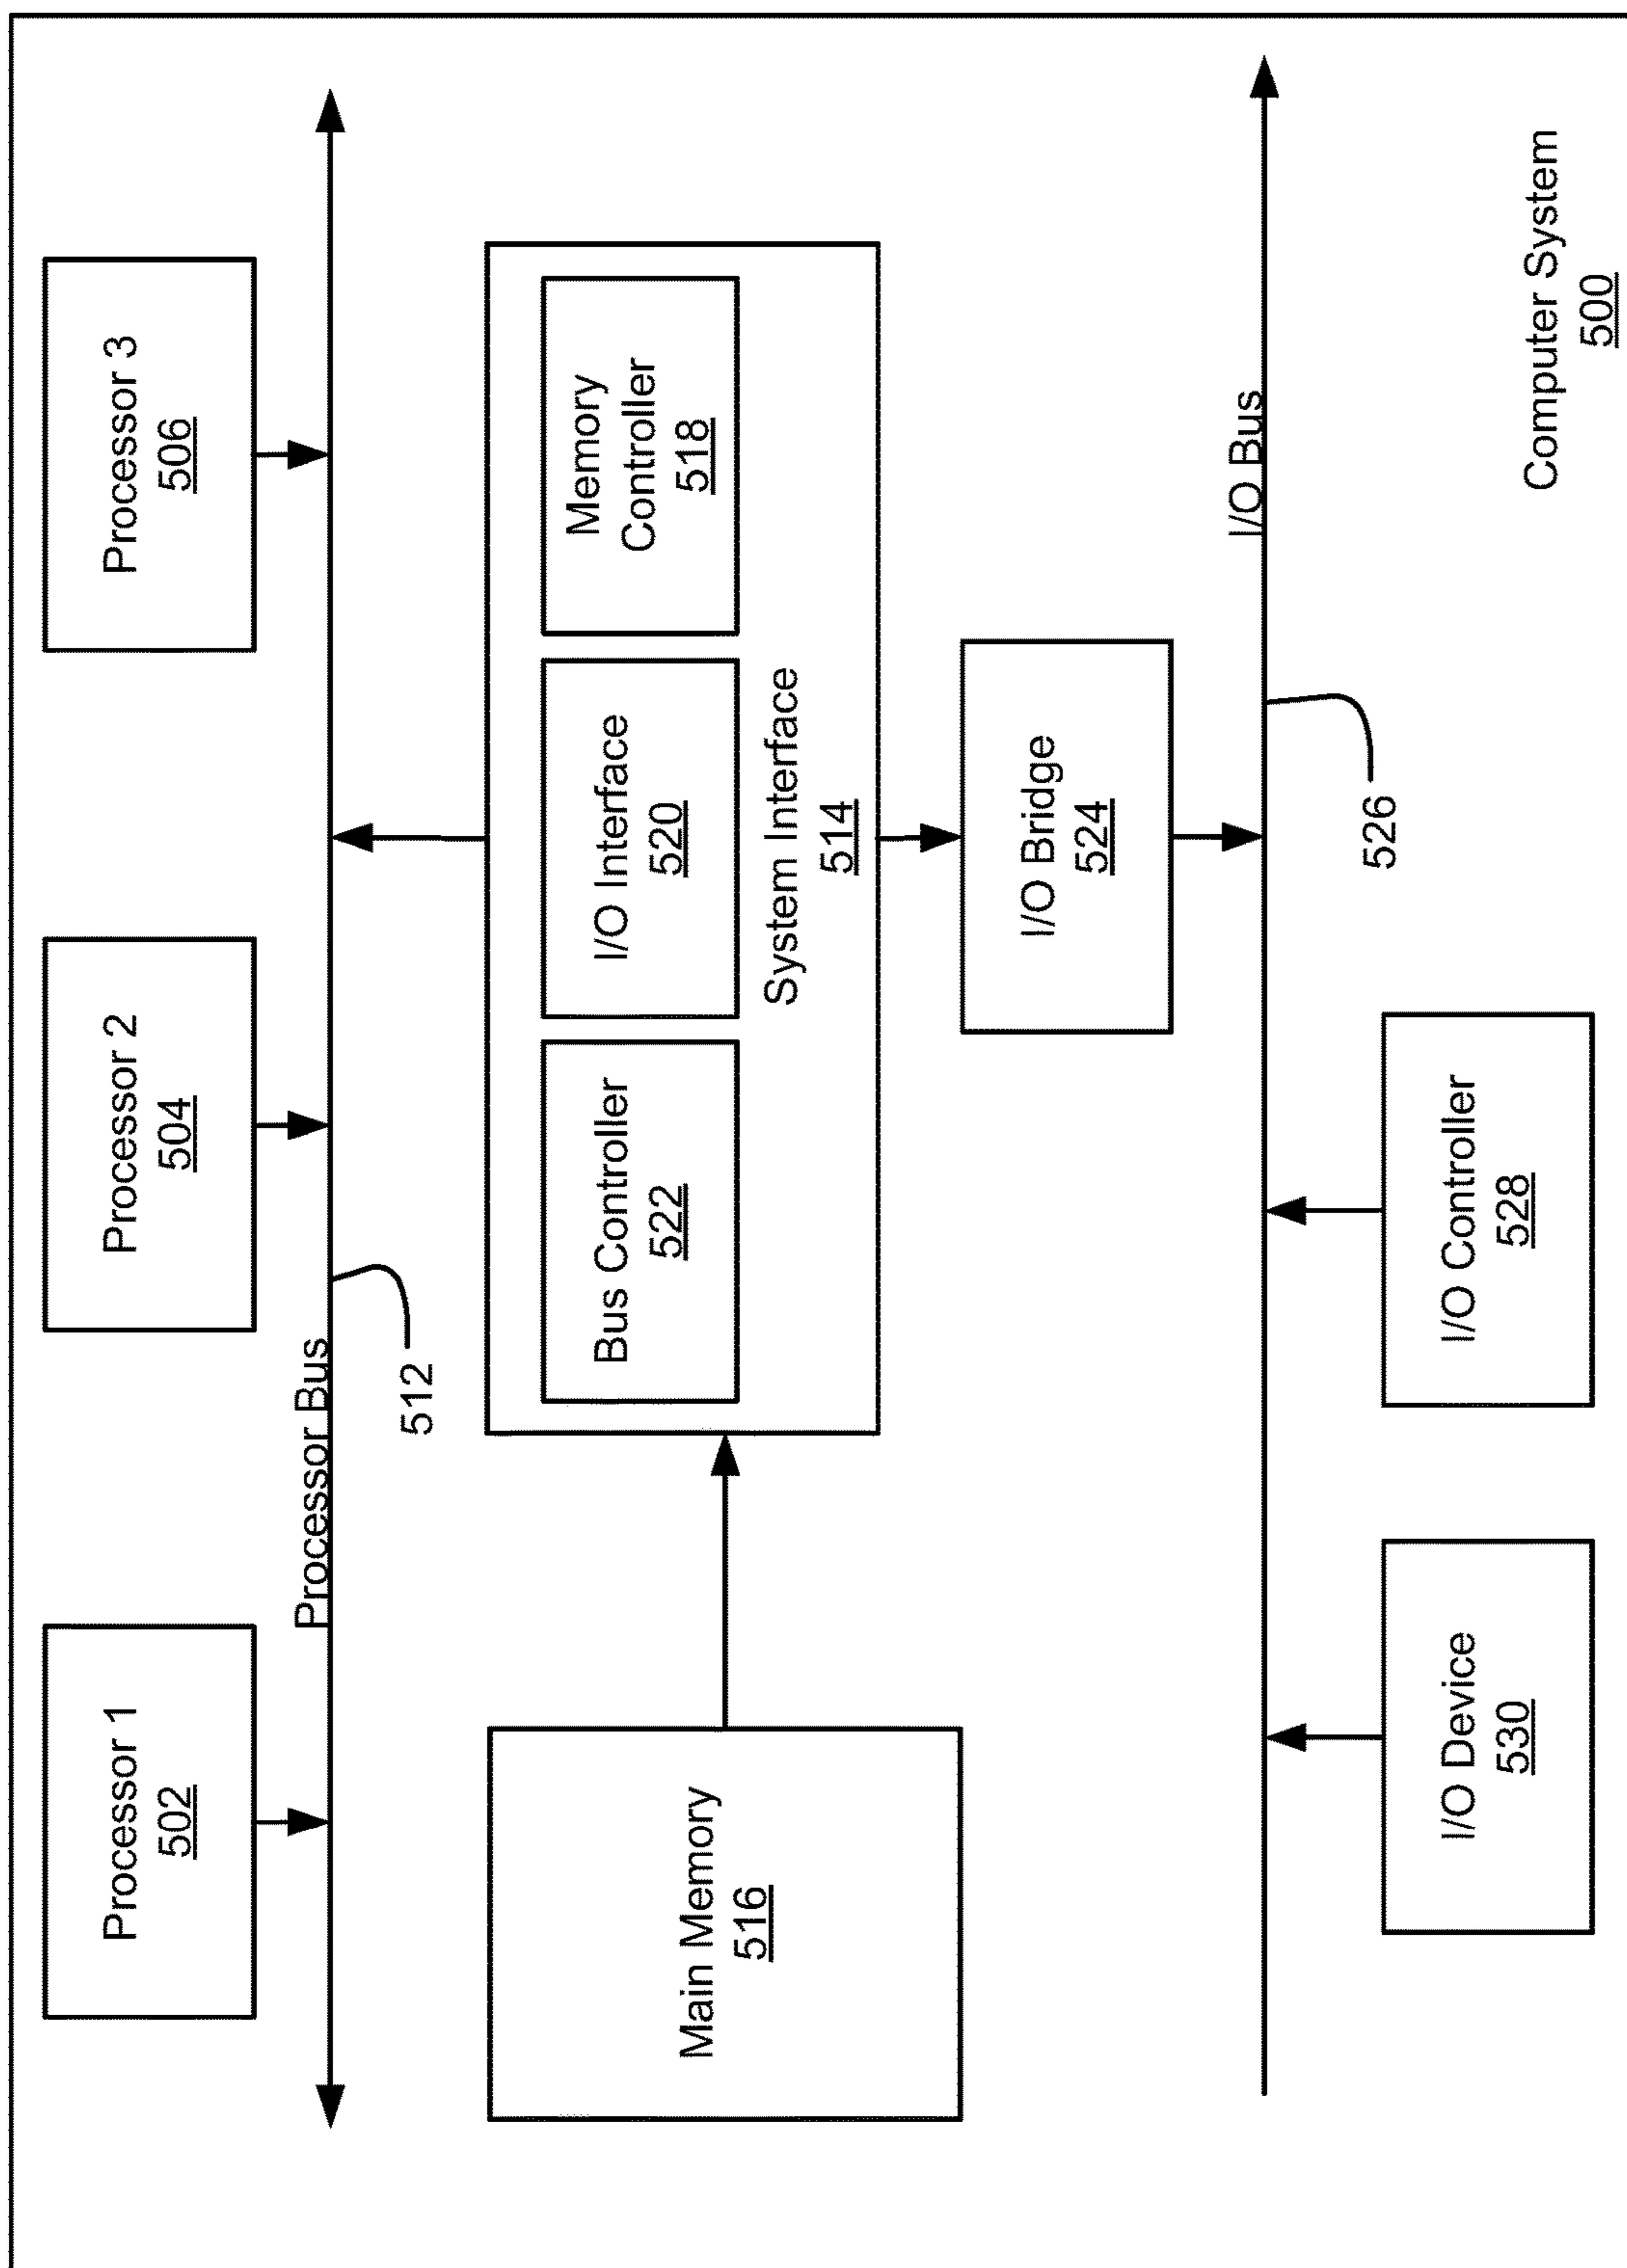 Processor 1
502
Processor 2
504
Processor 3
506
Processor Bus
512
Main Memory
516
Bus Controller
522
I/O Interface
520
Memory
Controller
518
System Interface
514
I/O Bridge
524
I/O Bus
526
I/O Device
530
I/O Controller
528
Computer System
500